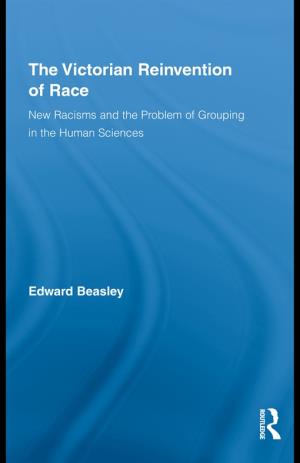 The Victorian Reinvention
of Race
New Racisms and the Problem of Grouping
in the Human Sciences
Edward Beasley
ROUTLEDGE